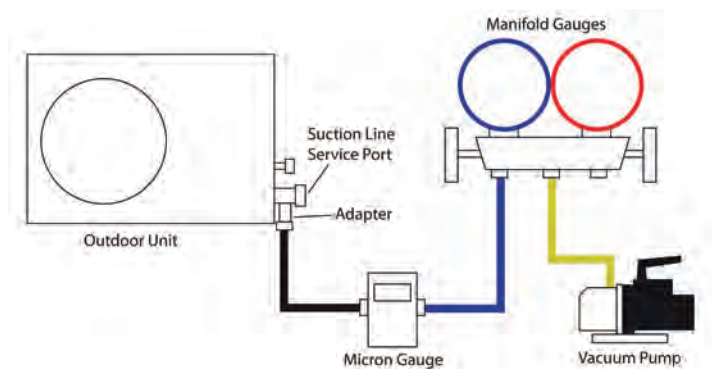 Manifold Gauges
Suction Line
Service Port
Adapter
Outdoor Unit
Micron Gauge
Vacuum Pump